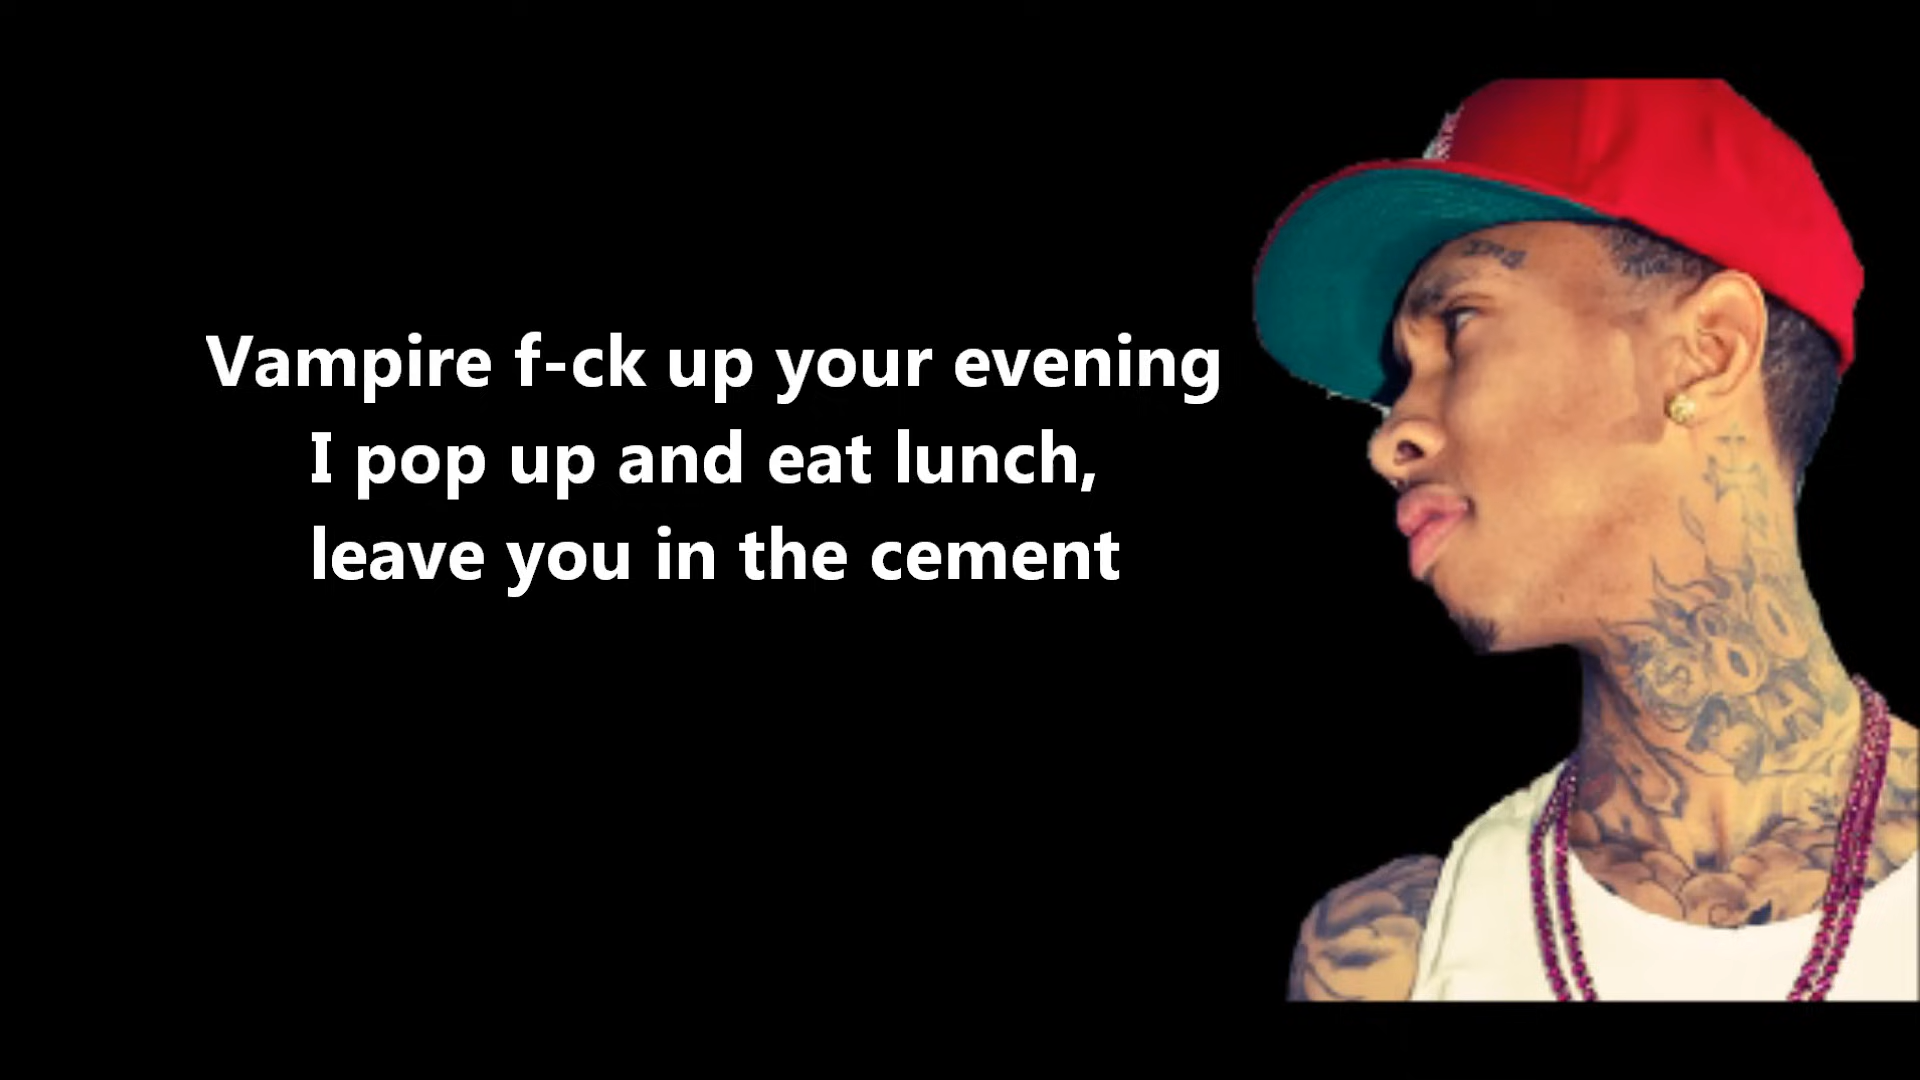 Vampire f-ck up your evening
I pop up and eat lunch,
leave you in the cement